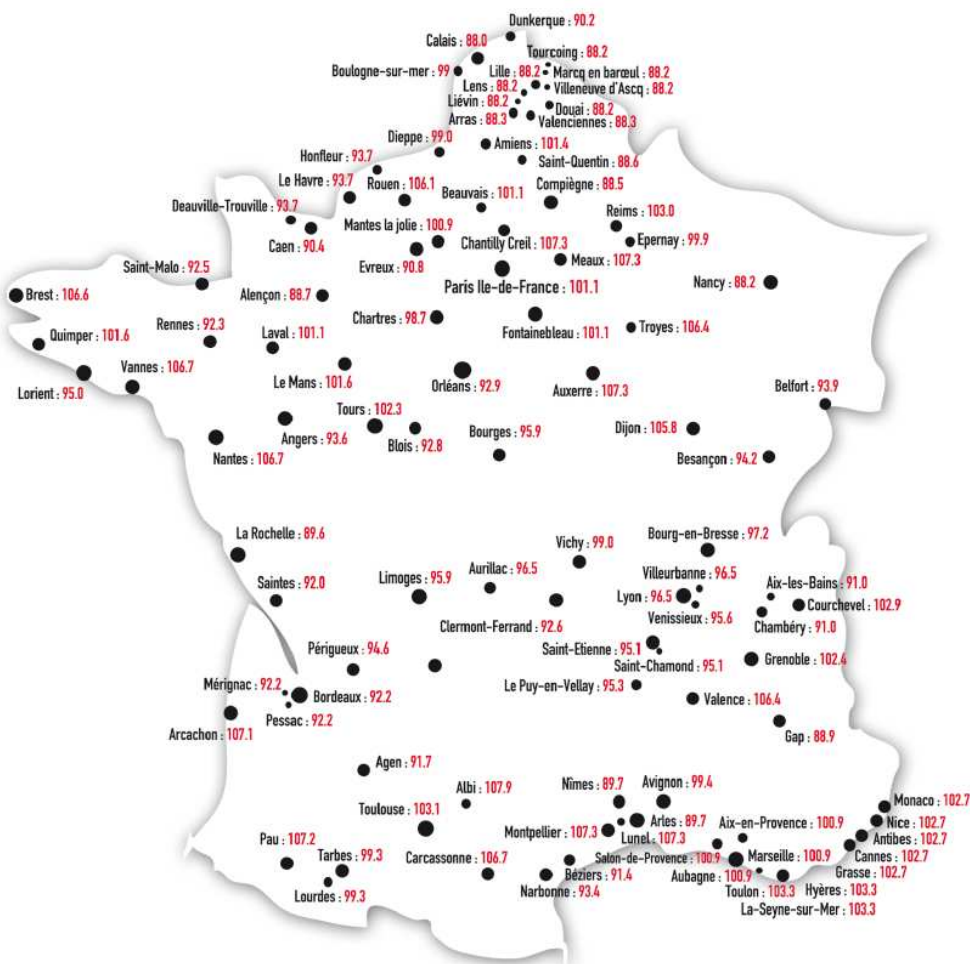 Dunkerque : 90.2
Calais : 88.0
Tourcoing : 88.2
Boulogne-sur-mer : 99
Lille : 88.2
Marcq en barœul : 88.2
Lens : 88.2
Villeneuve d'Ascq : 88.2
Liévin : 88.2
Douai : 88.2
Arras : 88.3
Valenciennes : 88.3
Dieppe : 99.0
Amiens : 101.4
Honfleur : 93.7
Saint-Quentin : 88.6
Le Havre : 93.7
Rouen : 106.1
Beauvais : 101.1
Compiègne : 88.5
Deauville-Trouville : 93.7
Mantes la jolie : 100.9
Reims : 103.0
Caen : 90.4
Chantilly Creil : 107.3
Epernay : 99.9
Evreux : 90.8
Meaux : 107.3
Saint-Malo : 92.5
Paris Ile-de-France : 101.1
Nancy : 88.2
Brest : 106.6
Alençon : 88.7
Chartres : 98.7
Rennes : 92.3
Laval : 101.1
Fontainebleau : 101.1
Troyes : 106.4
Quimper : 101.6
Vannes : 106.7
Le Mans : 101.6
Orléans : 92.9
Auxerre : 107.3
Belfort : 93.9
Lorient : 95.0
Tours : 102.3
Angers : 93.6
Blois : 92.8
Bourges : 95.9
Dijon : 105.8
Nantes : 106.7
Besançon : 94.2
La Rochelle : 89.6
Vichy : 99.0
Bourg-en-Bresse : 97.2
Saintes : 92.0
Limoges : 95.9
Aurillac : 96.5
Villeurbanne : 96.5
Aix-les-Bains : 91.0
Lyon : 96.5
Courchevel : 102.9
Clermont-Ferrand : 92.6
Venissieux : 95.6
Chambéry : 91.0
Périgueux : 94.6
Saint-Etienne : 95.1
Saint-Chamond : 95.1
Grenoble : 102.4
Mérignac : 92.2
Bordeaux : 92.2
Le Puy-en-Vellay : 95.3
Valence : 106.4
Pessac : 92.2
Arcachon : 107.1
Gap : 88.9
Agen : 91.7
Albi : 107.9
Nîmes : 89.7
Avignon : 99.4
Monaco : 102.7
Toulouse : 103.1
Montpellier : 107.3
Arles : 89.7
Aix-en-Provence : 100.9
Nice : 102.7
Pau : 107.2
Lunel : 107.3
Antibes : 102.7
Tarbes : 99.3
Carcassonne : 106.7
Salon-de-Provence : 100.9
Marseille : 100.9
Cannes : 102.7
Lourdes : 99.3
Béziers : 91.4
Aubagne : 100.9
Grasse : 102.7
Narbonne : 93.4
Toulon : 103.3
Hyères : 103.3
La-Seyne-sur-Mer : 103.3